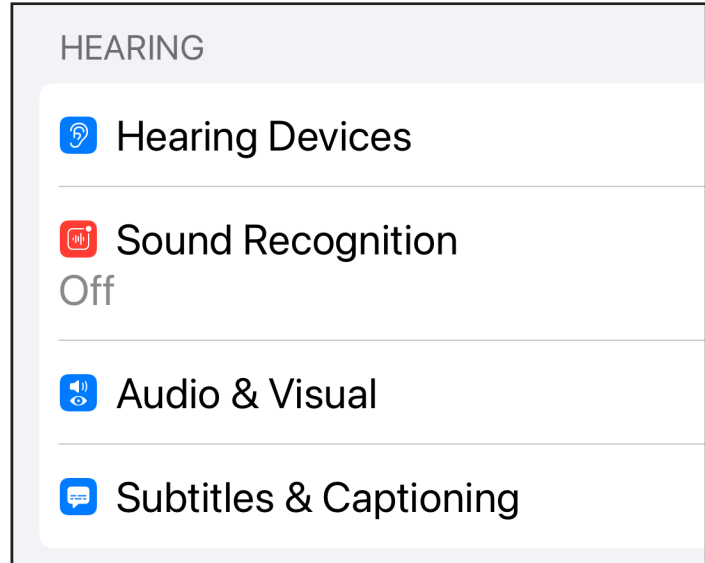 HEARING
Hearing Devices
Sound Recognition
Off
Audio & Visual
Subtitles & Captioning